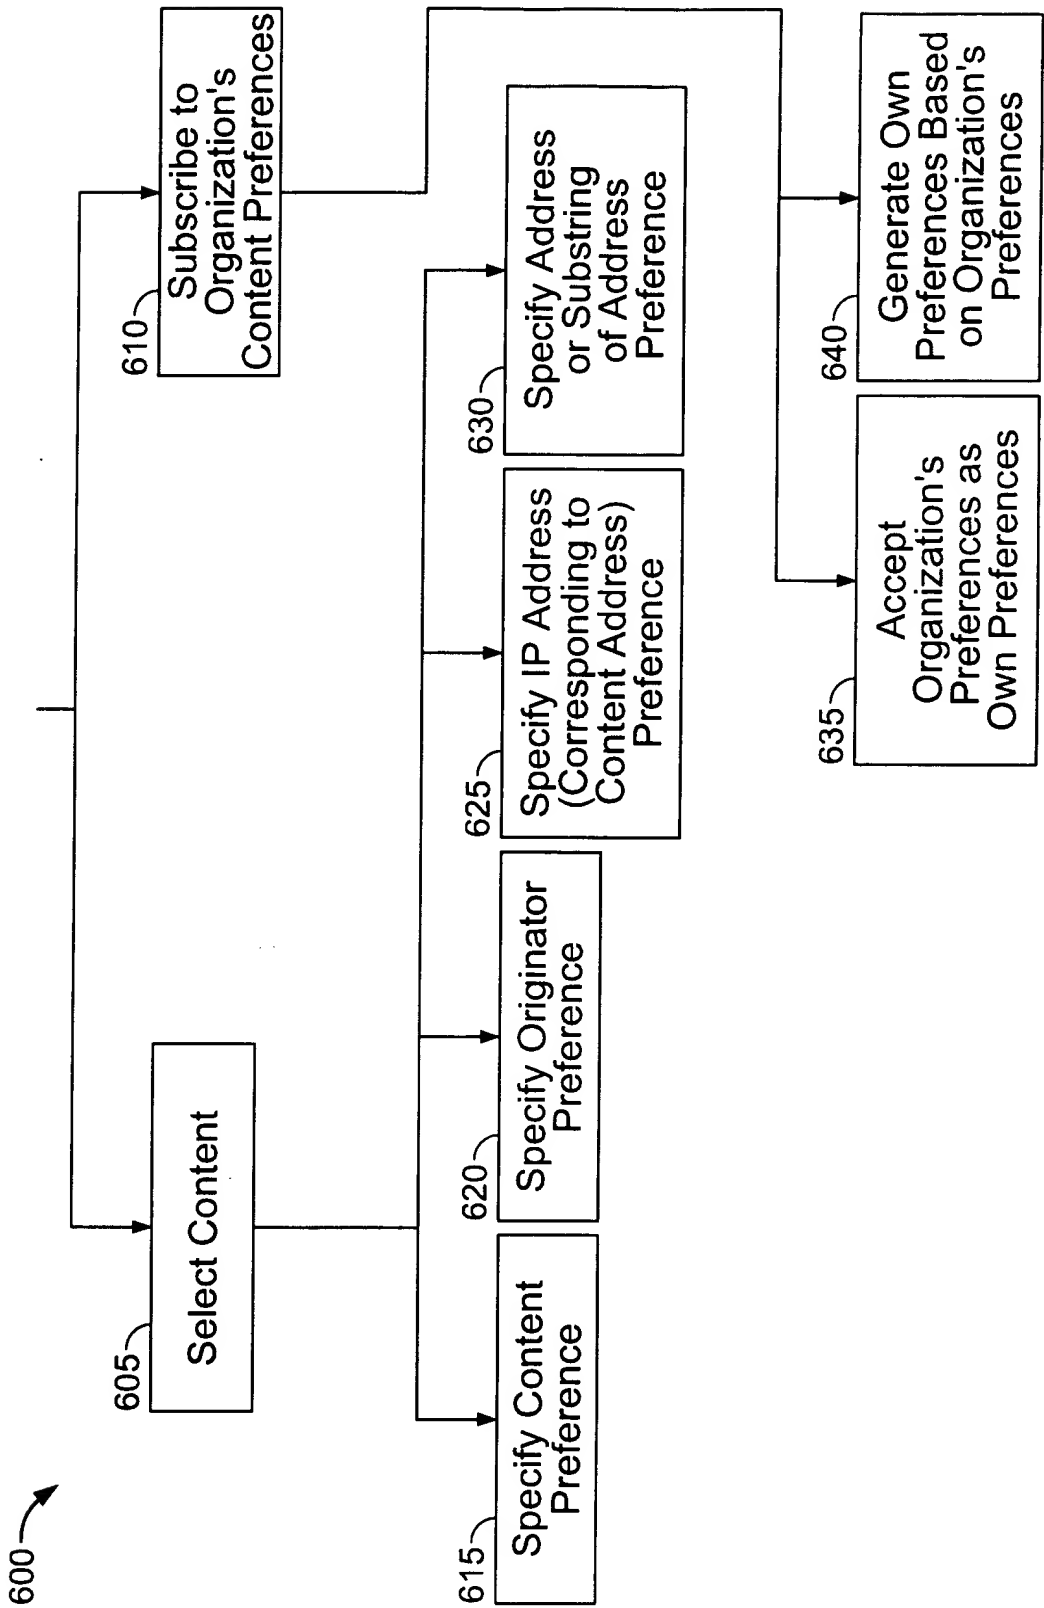 600
605
Select Content
610
Subscribe to
Organization's
Content Preferences
615
Specify Content
Preference
620
Specify Originator
Preference
625
Specify IP Address
(Corresponding to
Content Address)
Preference
630
Specify Address
or Substring
of Address
Preference
635
Accept
Organization's
Preferences as
Own Preferences
640
Generate Own
Preferences Based
on Organization's
Preferences